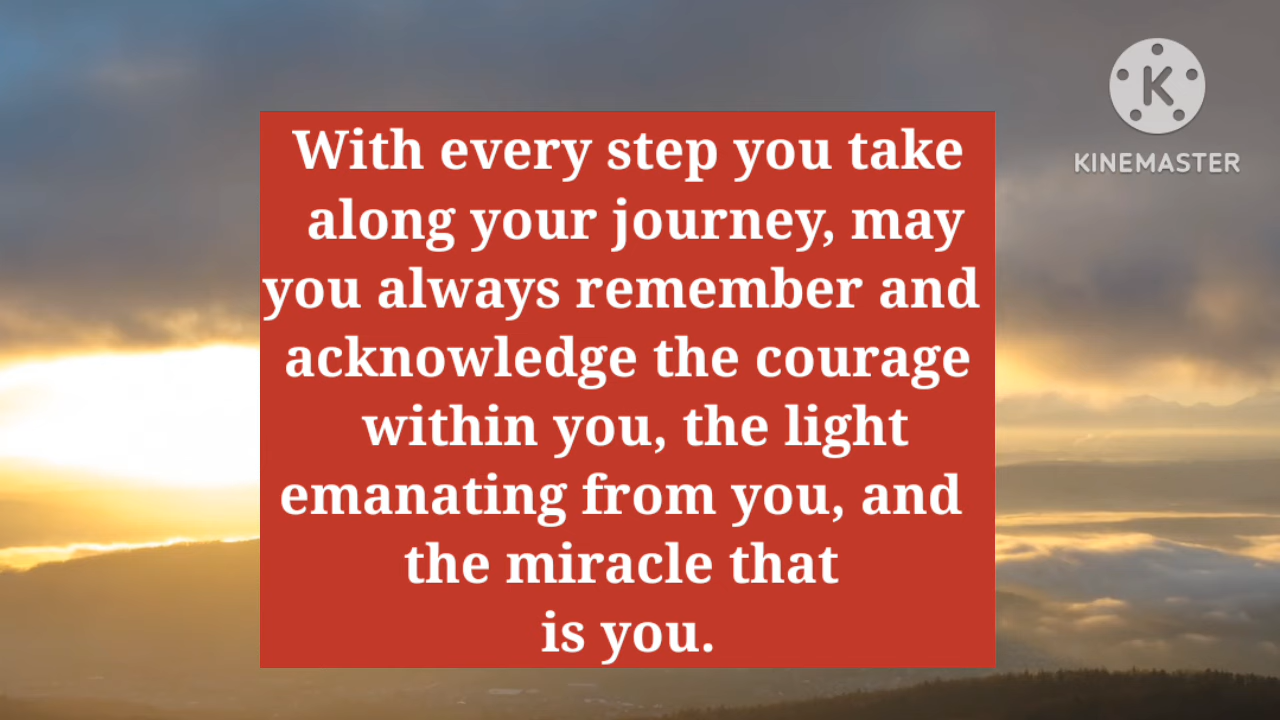 K
KINEMASTER
With every step you take
along your journey, may
you always remember and
acknowledge the courage
within you, the light
emanating from you, and
the miracle that
is you.